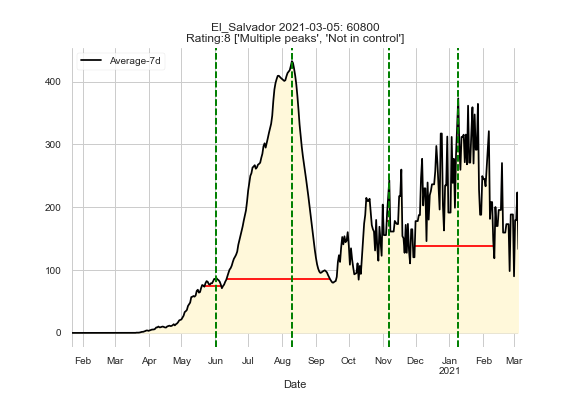 El_Salvador 2021-03-05: 60800
Rating:8 ['Multiple peaks', 'Not in control']
Average-7d
400
300
200
100
0
Feb Mar Apr May Jun Jul Aug Sep Oct Nov Dec Jan Feb Mar
2021
Date